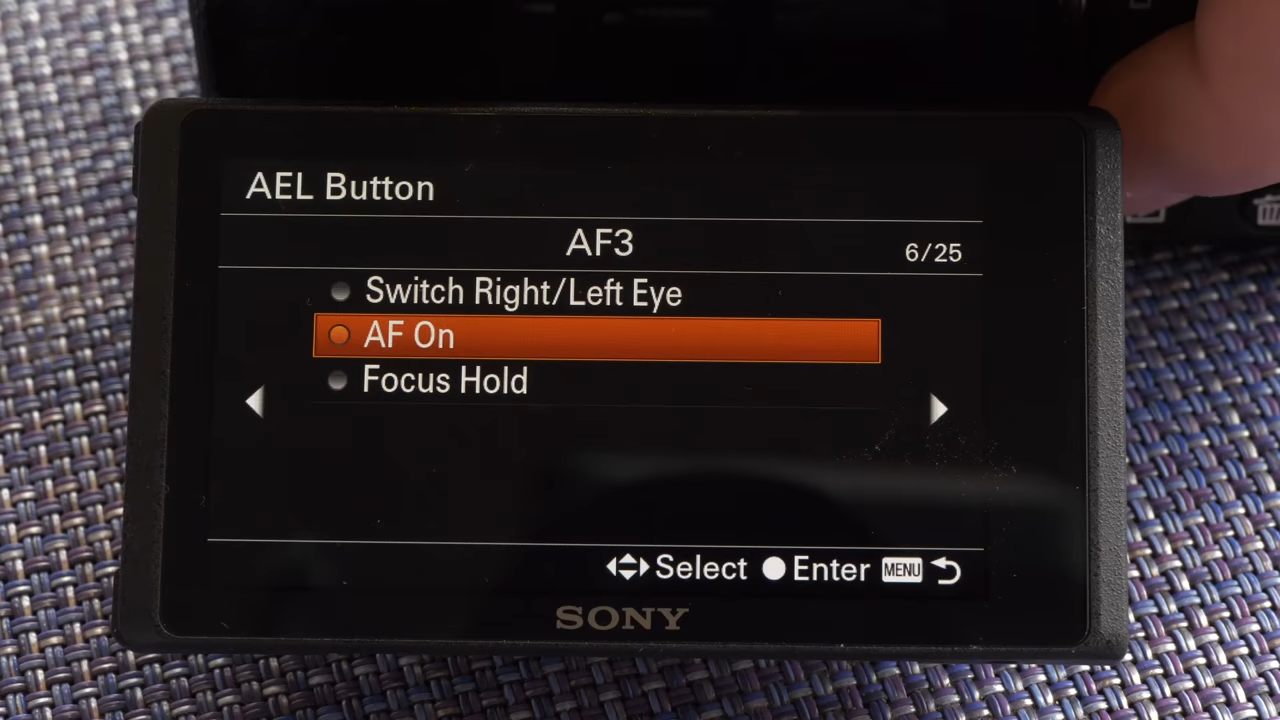 AEL Button
AF3 6/25
Switch Right/Left Eye
AF On
Focus Hold
Select Enter MENU
SONY